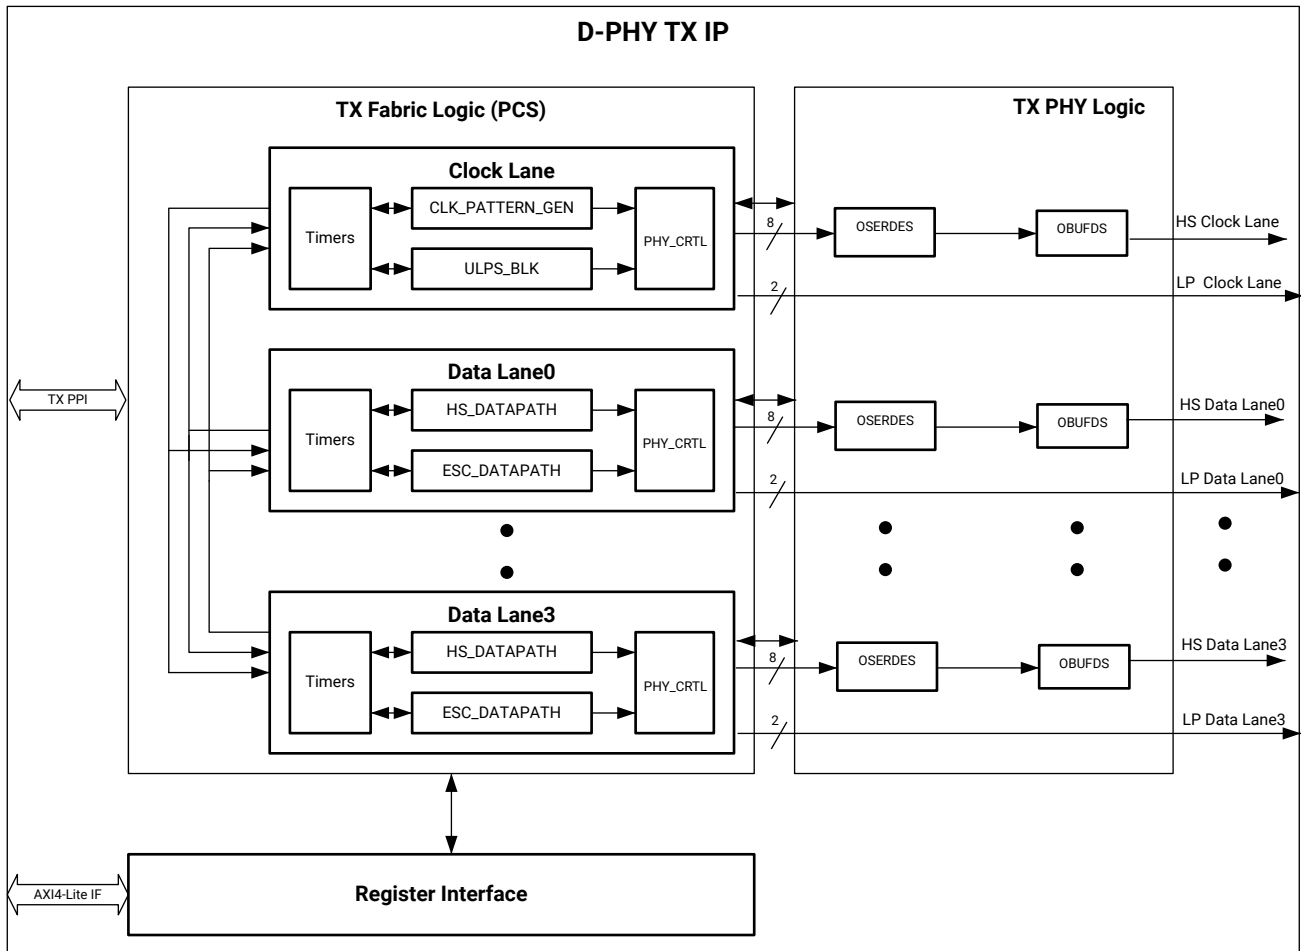 D-PHY TX IP
TX Fabric Logic (PCS)
TX PHY Logic
Clock Lane
Timers
CLK_PATTERN_GEN
ULPS_BLK
PHY_CRTL
8
2
OSERDES
OBUFDS
HS Clock Lane
LP Clock Lane
TX PPI
Data Lane0
Timers
HS_DATAPATH
ESC_DATAPATH
PHY_CRTL
8
2
OSERDES
OBUFDS
HS Data Lane0
LP Data Lane0
Data Lane3
Timers
HS_DATAPATH
ESC_DATAPATH
PHY_CRTL
8
2
OSERDES
OBUFDS
HS Data Lane3
LP Data Lane3
AXI4-Lite IF
Register Interface